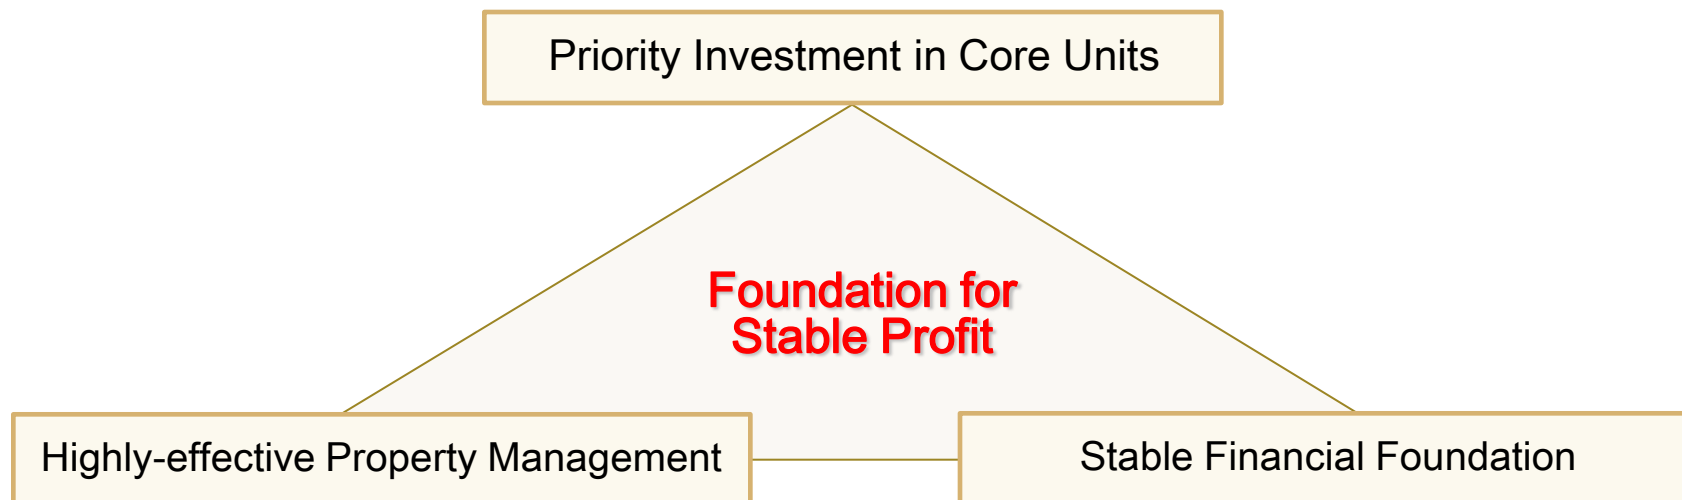 Priority Investment in Core Units
Foundation for
Stable Profit
Highly-effective Property Management
Stable Financial Foundation